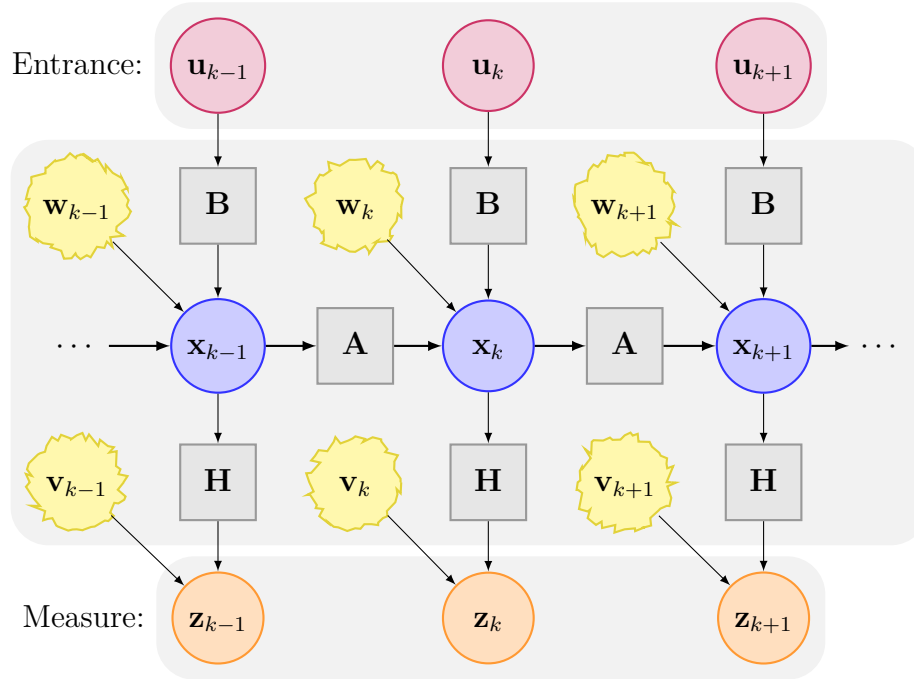 Entrance: u_{k−1} u_k u_{k+1}
w_{k−1} B w_k B w_{k+1} B
··· x_{k−1} A x_k A x_{k+1} ···
v_{k−1} H v_k H v_{k+1} H
Measure: z_{k−1} z_k z_{k+1}